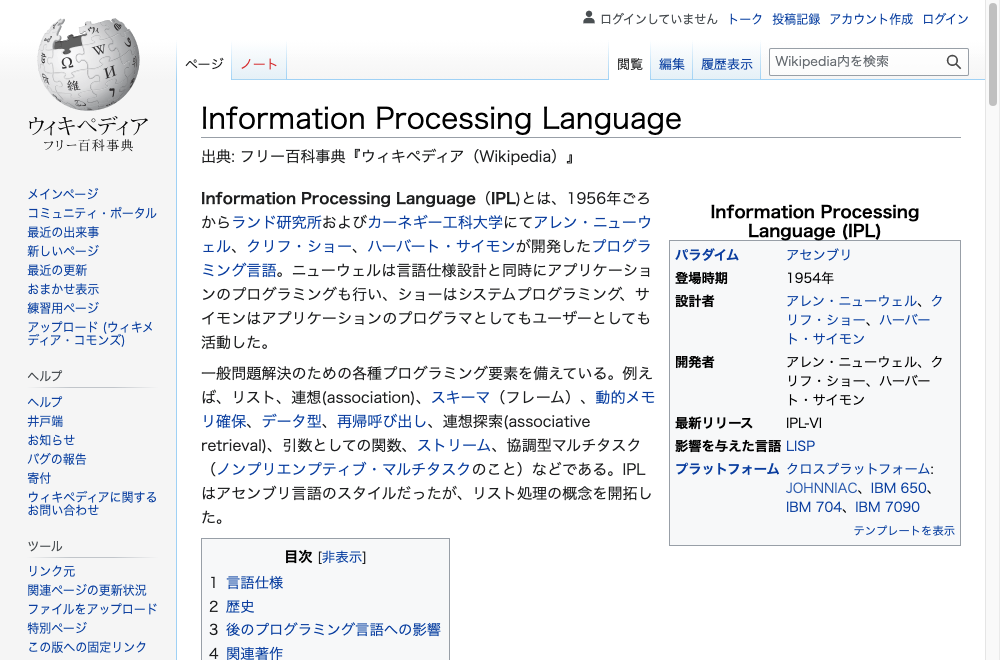 ログインしていません トーク 投稿記録 アカウント作成 ログイン
ページ ノート 閲覧 編集 履歴表示 Wikipedia内を検索
ウィキペディア
フリー百科事典
メインページ
コミュニティ・ポータル
最近の出来事
新しいページ
最近の更新
おまかせ表示
練習用ページ
アップロード (ウィキメ
ディア・コモンズ)
ヘルプ
ヘルプ
井戸端
お知らせ
バグの報告
寄付
ウィキペディアに関する
お問い合わせ
ツール
リンク元
関連ページの更新状況
ファイルをアップロード
特別ページ
この版への固定リンク
Information Processing Language
出典: フリー百科事典『ウィキペディア（Wikipedia）』
Information Processing Language（IPL)とは、1956年ごろ
からランド研究所およびカーネギー工科大学にてアレン・ニューウ
ェル、クリフ・ショー、ハーバート・サイモンが開発したプログラ
ミング言語。ニューウェルは言語仕様設計と同時にアプリケーショ
ンのプログラミングも行い、ショーはシステムプログラミング、サ
イモンはアプリケーションのプログラマとしてもユーザーとしても
活動した。
一般問題解決のための各種プログラミング要素を備えている。例え
ば、リスト、連想(association)、スキーマ（フレーム）、動的メモ
リ確保、データ型、再帰呼び出し、連想探索(associative
retrieval)、引数としての関数、ストリーム、協調型マルチタスク
（ノンプリエンプティブ・マルチタスクのこと）などである。IPL
はアセンブリ言語のスタイルだったが、リスト処理の概念を開拓し
た。
Information Processing
Language (IPL)
パラダイム アセンブリ
登場時期 1954年
設計者 アレン・ニューウェル、ク
リフ・ショー、ハーバー
ト・サイモン
開発者 アレン・ニューウェル、ク
リフ・ショー、ハーバー
ト・サイモン
最新リリース IPL-VI
影響を与えた言語 LISP
プラットフォーム クロスプラットフォーム:
JOHNNIAC、IBM 650、
IBM 704、IBM 7090
テンプレートを表示
目次 [非表示]
1 言語仕様
2 歴史
3 後のプログラミング言語への影響
4 関連著作